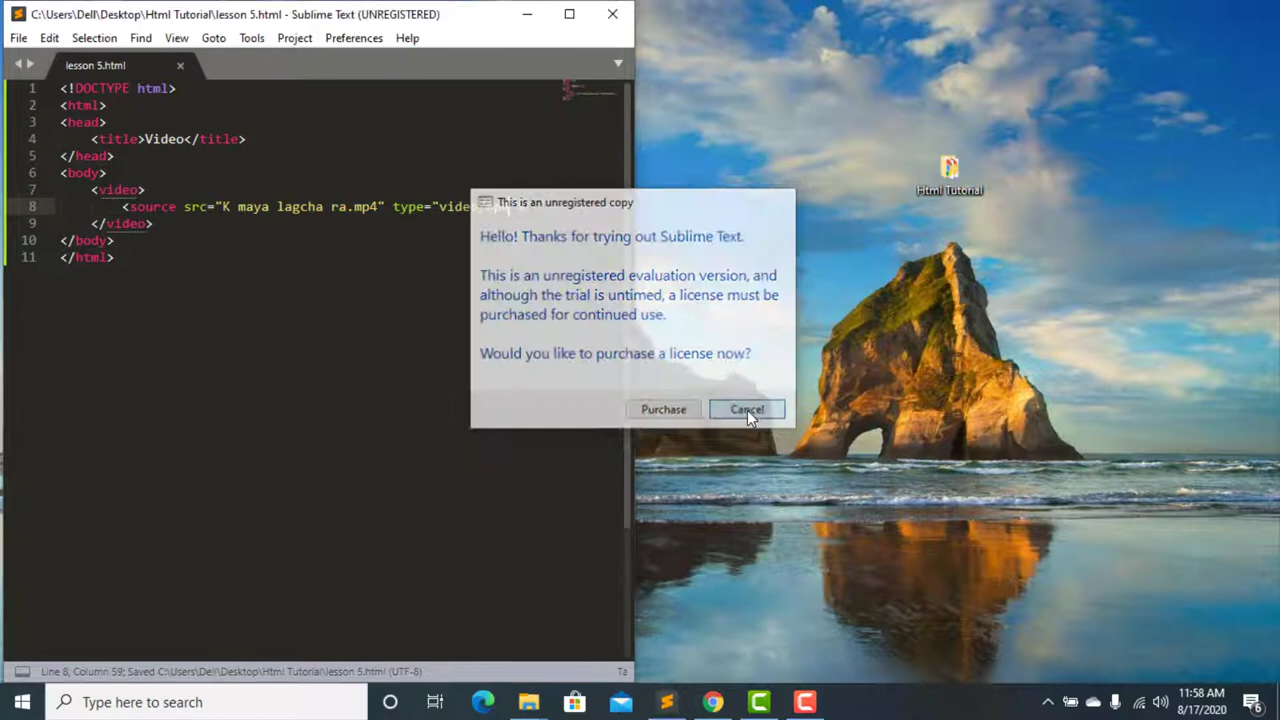 C:\Users\Dell\Desktop\Html Tutorial\lesson 5.html - Sublime Text (UNREGISTERED)
File Edit Selection Find View Goto Tools Project Preferences Help
lesson 5.html
1 <!DOCTYPE html>
2 <html>
3 <head>
4 <title>Video</title>
5 </head>
6 <body>
7 <video>
8 <source src="K maya lagcha ra.mp4" type="video
9 </video>
10 </body>
11 </html>
This is an unregistered copy
Hello! Thanks for trying out Sublime Text.
This is an unregistered evaluation version, and
although the trial is untimed, a license must be
purchased for continued use.
Would you like to purchase a license now?
Purchase Cancel
Html Tutorial
Line 8, Column 59; Saved C:\Users\Dell\Desktop\Html Tutorial\lesson 5.html (UTF-8)
Ta
Type here to search
11:58 AM
8/17/2020
6